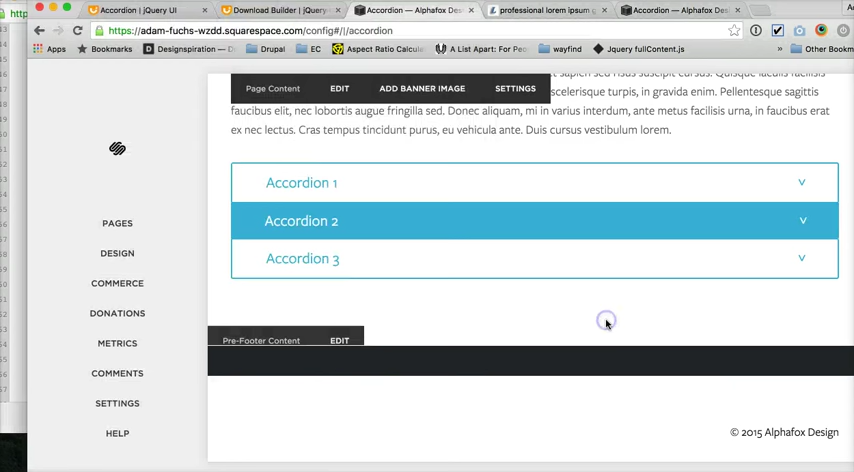 Accordion | jQuery UI
Download Builder | jQuery
Accordion — Alphafox Des
professional lorem ipsum g
Accordion — Alphafox Des
https://adam-fuchs-wzdd.squarespace.com/config#/|/accordion
Apps
Bookmarks
Designspiration —
Drupal
EC
Aspect Ratio Calcula
A List Apart: For Peo
wayfind
Jquery fullContent.js
»
Other Bookm
Page Content
EDIT
ADD BANNER IMAGE
SETTINGS
scelerisque turpis, in gravida enim. Pellentesque sagittis
faucibus elit, nec lobortis augue fringilla sed. Donec aliquam, mi in varius interdum, ante metus facilisis urna, in faucibus erat
ex nec lectus. Cras tempus tincidunt purus, eu vehicula ante. Duis cursus vestibulum lorem.
PAGES
DESIGN
COMMERCE
DONATIONS
METRICS
COMMENTS
SETTINGS
HELP
Accordion 1
Accordion 2
Accordion 3
Pre-Footer Content
EDIT
© 2015 Alphafox Design